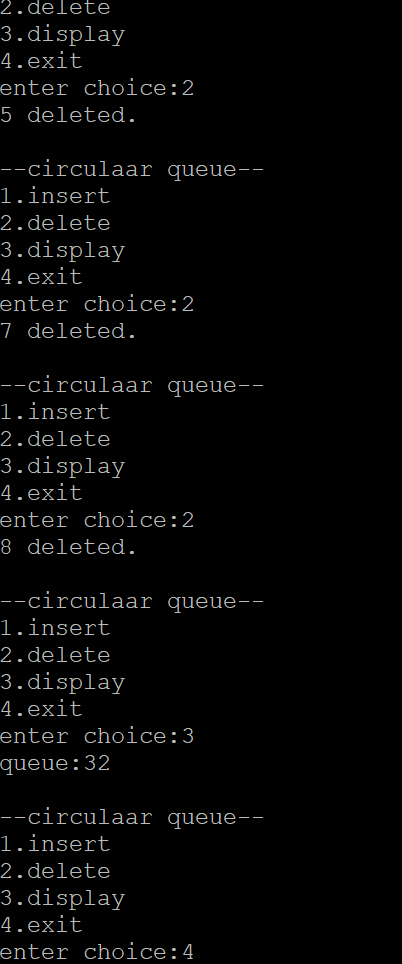 2.delete
3.display
4.exit
enter choice:2
5 deleted.
--circulaar queue--
1.insert
2.delete
3.display
4.exit
enter choice:2
7 deleted.
--circulaar queue--
1.insert
2.delete
3.display
4.exit
enter choice:2
8 deleted.
--circulaar queue--
1.insert
2.delete
3.display
4.exit
enter choice:3
queue:32
--circulaar queue--
1.insert
2.delete
3.display
4.exit
enter choice:4